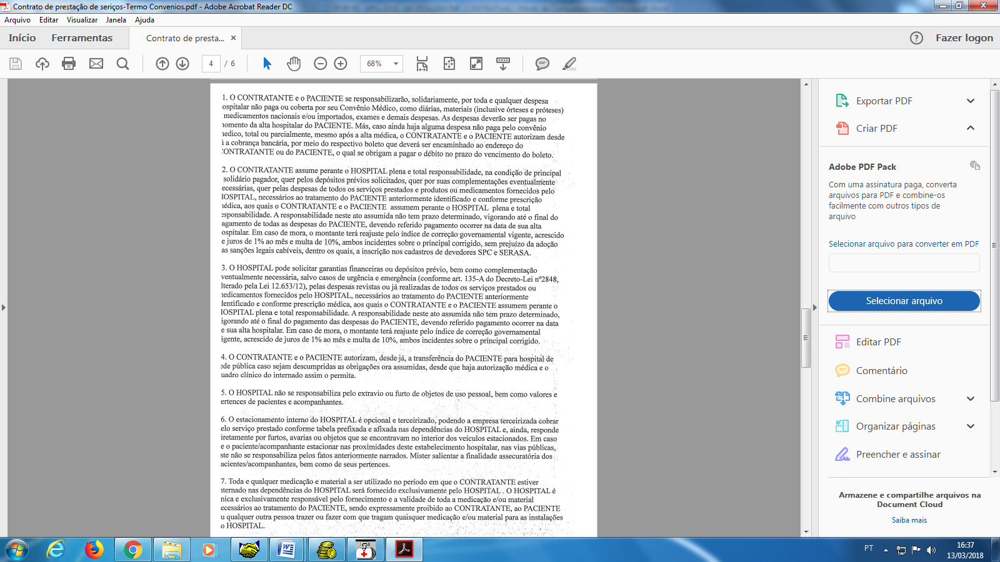 Contrato de prestação de seriços-Termo Convenios.pdf - Adobe Acrobat Reader DC
Arquivo Editar Visualizar Janela Ajuda
Início Ferramentas Contrato de presta... × Fazer logon
4 / 6 68%
1. O CONTRATANTE e o PACIENTE se responsabilizarão, solidariamente, por toda e qualquer despesa
ospitalar não paga ou coberta por seu Convênio Médico, como diárias, materiais (inclusive órteses e próteses)
medicamentos nacionais e/ou importados, exames e demais despesas. As despesas deverão ser pagas no
nomento da alta hospitalar do PACIENTE. Más, caso ainda haja alguma despesa não paga pelo convênio
nedico, total ou parcialmente, mesmo após a alta médica, o CONTRATANTE e o PACIENTE autorizam desde
á a cobrança bancária, por meio do respectivo boleto que deverá ser encaminhado ao endereço do
CONTRATANTE ou do PACIENTE, o qual se obrigam a pagar o débito no prazo do vencimento do boleto.
2. O CONTRATANTE assume perante o HOSPITAL plena e total responsabilidade, na condição de principal
solidário pagador, quer pelos depósitos prévios solicitados, quer por suas complementações eventualmente
ecessárias, quer pelas despesas de todos os serviços prestados e produtos ou medicamentos fornecidos pelo
HOSPITAL, necessários ao tratamento do PACIENTE anteriormente identificado e conforme prescrição
nédica, aos quais o CONTRATANTE e o PACIENTE assumem perante o HOSPITAL plena e total
esponsabilidade. A responsabilidade neste ato assumida não tem prazo determinado, vigorando até o final do
agamento de todas as despesas do PACIENTE, devendo referido pagamento ocorrer na data de sua alta
ospitalar. Em caso de mora, o montante terá reajuste pelo índice de correção governamental vigente, acrescido
e juros de 1% ao mês e multa de 10%, ambos incidentes sobre o principal corrigido, sem prejuízo da adoção
as sanções legais cabíveis, dentro os quais, a inscrição nos cadastros de devedores SPC e SERASA.
3. O HOSPITAL pode solicitar garantias financeiras ou depósitos prévio, bem como complementação
ventualmente necessária, salvo casos de urgência e emergência (conforme art. 135-A do Decreto-Lei nº2848,
lterado pela Lei 12.653/12), pelas despesas revistas ou já realizadas de todos os serviços prestados ou
nedicamentos fornecidos pelo HOSPITAL, necessários ao tratamento do PACIENTE anteriormente
dentificado e conforme prescrição médica, aos quais o CONTRATANTE e o PACIENTE assumem perante o
HOSPITAL plena e total responsabilidade. A responsabilidade neste ato assumida não tem prazo determinado,
igorando até o final do pagamento das despesas do PACIENTE, devendo referido pagamento ocorrer na data
e sua alta hospitalar. Em caso de mora, o montante terá reajuste pelo índice de correção governamental
igente, acrescido de juros de 1% ao mês e multa de 10%, ambos incidentes sobre o principal corrigido.
4. O CONTRATANTE e o PACIENTE autorizam, desde já, a transferência do PACIENTE para hospital de
ede pública caso sejam descumpridas as obrigações ora assumidas, desde que haja autorização médica e o
uadro clínico do internado assim o permita.
5. O HOSPITAL não se responsabiliza pelo extravio ou furto de objetos de uso pessoal, bem como valores e
ertences de pacientes e acompanhantes.
6. O estacionamento interno do HOSPITAL é opcional e terceirizado, podendo a empresa terceirizada cobrar
elo serviço prestado conforme tabela prefixada e afixada nas dependências do HOSPITAL e, ainda, responde
iretamente por furtos, avarias ou objetos que se encontravam no interior dos veículos estacionados. Em caso
e o paciente/acompanhante estacionar nas proximidades deste estabelecimento hospitalar, nas vias públicas,
ste não se responsabiliza pelos fatos anteriormente narrados. Mister salientar a finalidade assecuratória dos
acientes/acompanhantes, bem como de seus pertences.
7. Toda e qualquer medicação e material a ser utilizado no período em que o CONTRATANTE estiver
nternado nas dependências do HOSPITAL será fornecido exclusivamente pelo HOSPITAL . O HOSPITAL é
nica e exclusivamente responsável pelo fornecimento e a validade de toda a medicação e/ou material
ecessários ao tratamento do PACIENTE, sendo expressamente proibido ao CONTRATANTE, ao PACIENTE
u qualquer outra pessoa trazer ou fazer com que tragam quaisquer medicação e/ou material para as instalações
o HOSPITAL.
Exportar PDF
Criar PDF
Adobe PDF Pack
Com uma assinatura paga, converta
arquivos para PDF e combine-os
facilmente com outros tipos de
arquivo
Selecionar arquivo para converter em PDF
Selecionar arquivo
Editar PDF
Comentário
Combine arquivos
Organizar páginas
Preencher e assinar
Armazene e compartilhe arquivos na
Document Cloud
Saiba mais
PT
16:37
13/03/2018